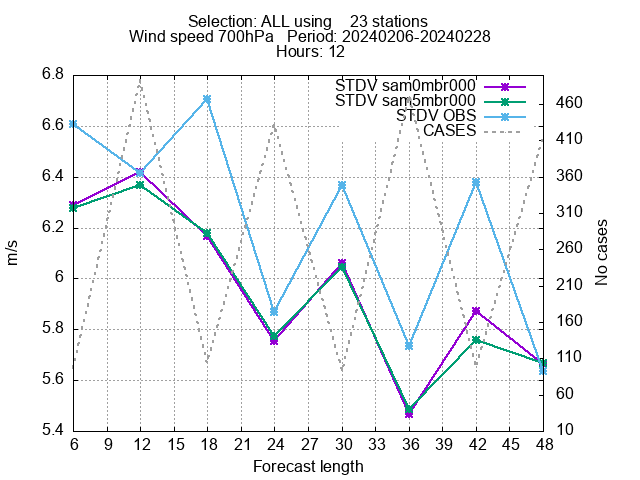 Selection: ALL using 23 stations
Wind speed 700hPa Period: 20240206-20240228
Hours: 12
STDV sam0mbr000
STDV sam5mbr000
STDV OBS
CASES
6.8
6.6
6.4
6.2
6
5.8
5.6
5.4
m/s
460
410
360
310
260
210
160
110
60
10
No cases
6 9 12 15 18 21 24 27 30 33 36 39 42 45 48
Forecast length